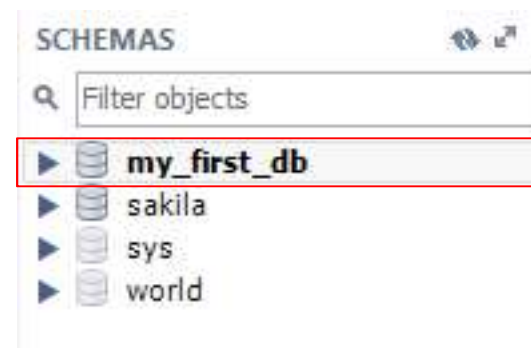 SCHEMAS
Filter objects
my_first_db
sakila
sys
world